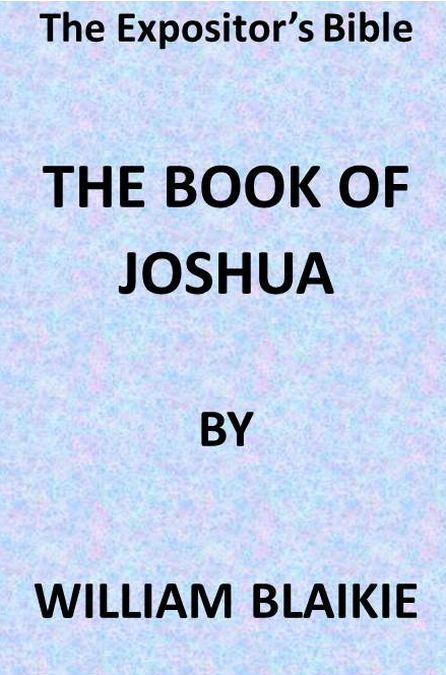 The Expositor’s Bible
THE BOOK OF
JOSHUA
BY
WILLIAM BLAIKIE